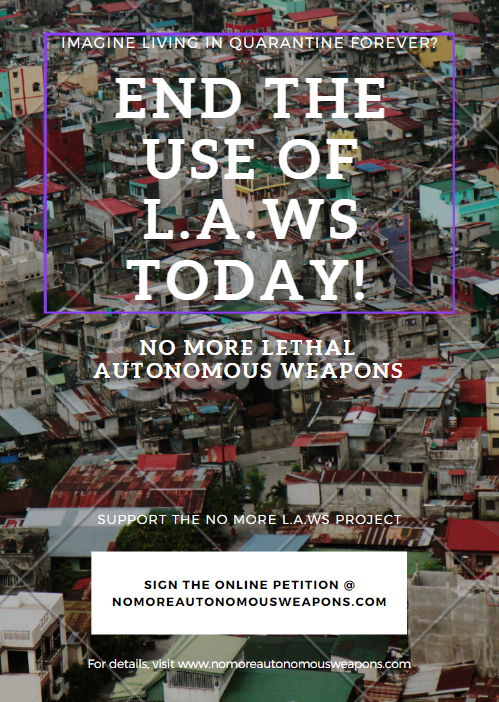 IMAGINE LIVING IN QUARANTINE FOREVER?
END THE
USE OF
L.A.WS
TODAY!
NO MORE LETHAL
AUTONOMOUS WEAPONS
SUPPORT THE NO MORE L.A.WS PROJECT
SIGN THE ONLINE PETITION @
NOMOREAUTONOMOUSWEAPONS.COM
For details, visit www.nomoreautonomousweapons.com